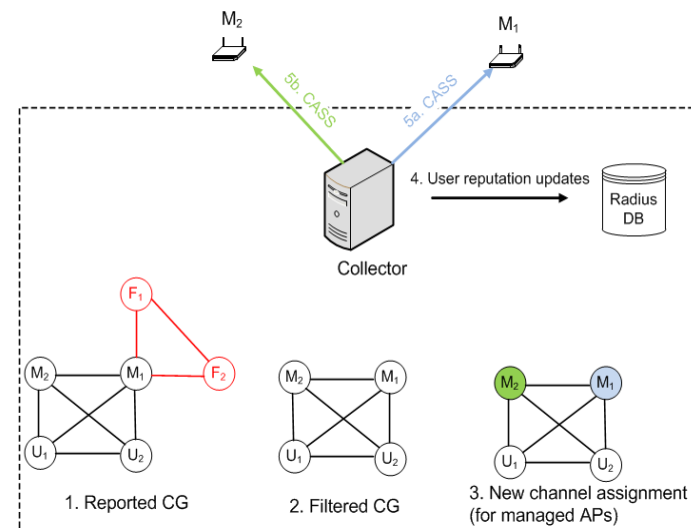 M2
M1
5b. CASS
5a. CASS
4. User reputation updates
Radius
DB
Collector
F1
M2
M1
F2
U1
U2
M2
M1
U1
U2
M2
M1
U1
U2
1. Reported CG
2. Filtered CG
3. New channel assignment
(for managed APs)